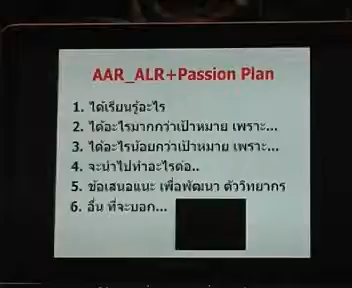 AAR_ALR+Passion Plan
1. ได้เรียนรู้อะไร
2. ได้อะไรมากกว่าเป้าหมาย เพราะ...
3. ได้อะไรน้อยกว่าเป้าหมาย เพราะ...
4. จะนำไปทำอะไรต่อ..
5. ข้อเสนอแนะ เพื่อพัฒนา ตัววิทยากร
6. อื่น ที่จะบอก...